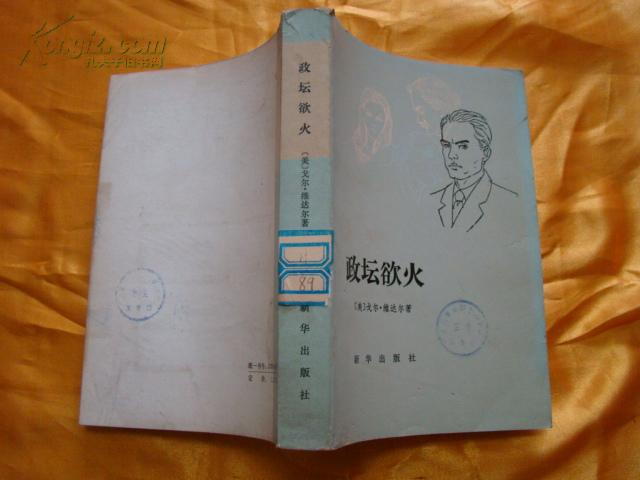 Kongfz.com
孔夫子旧书网
政坛欲火
〔美〕戈尔·维达尔著
89
新华出版社
政坛欲火
〔美〕戈尔·维达尔著
新华出版社